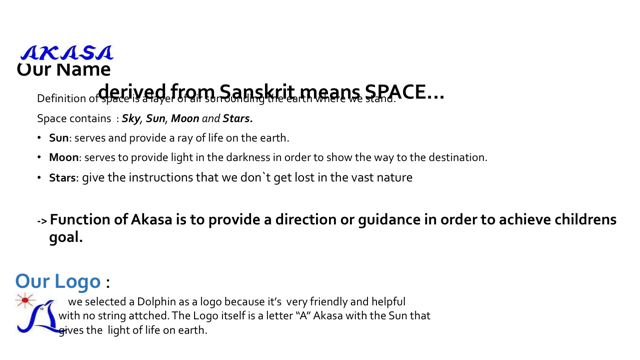 AKASA
Our Name
derived from Sanskrit means SPACE...
Definition of space is a layer of air surrounding the earth where we stand.
Space contains : Sky, Sun, Moon and Stars.
• Sun: serves and provide a ray of life on the earth.
• Moon: serves to provide light in the darkness in order to show the way to the destination.
• Stars: give the instructions that we don`t get lost in the vast nature
-> Function of Akasa is to provide a direction or guidance in order to achieve childrens
goal.
Our Logo :
we selected a Dolphin as a logo because it’s very friendly and helpful
with no string attched. The Logo itself is a letter “A” Akasa with the Sun that
gives the light of life on earth.